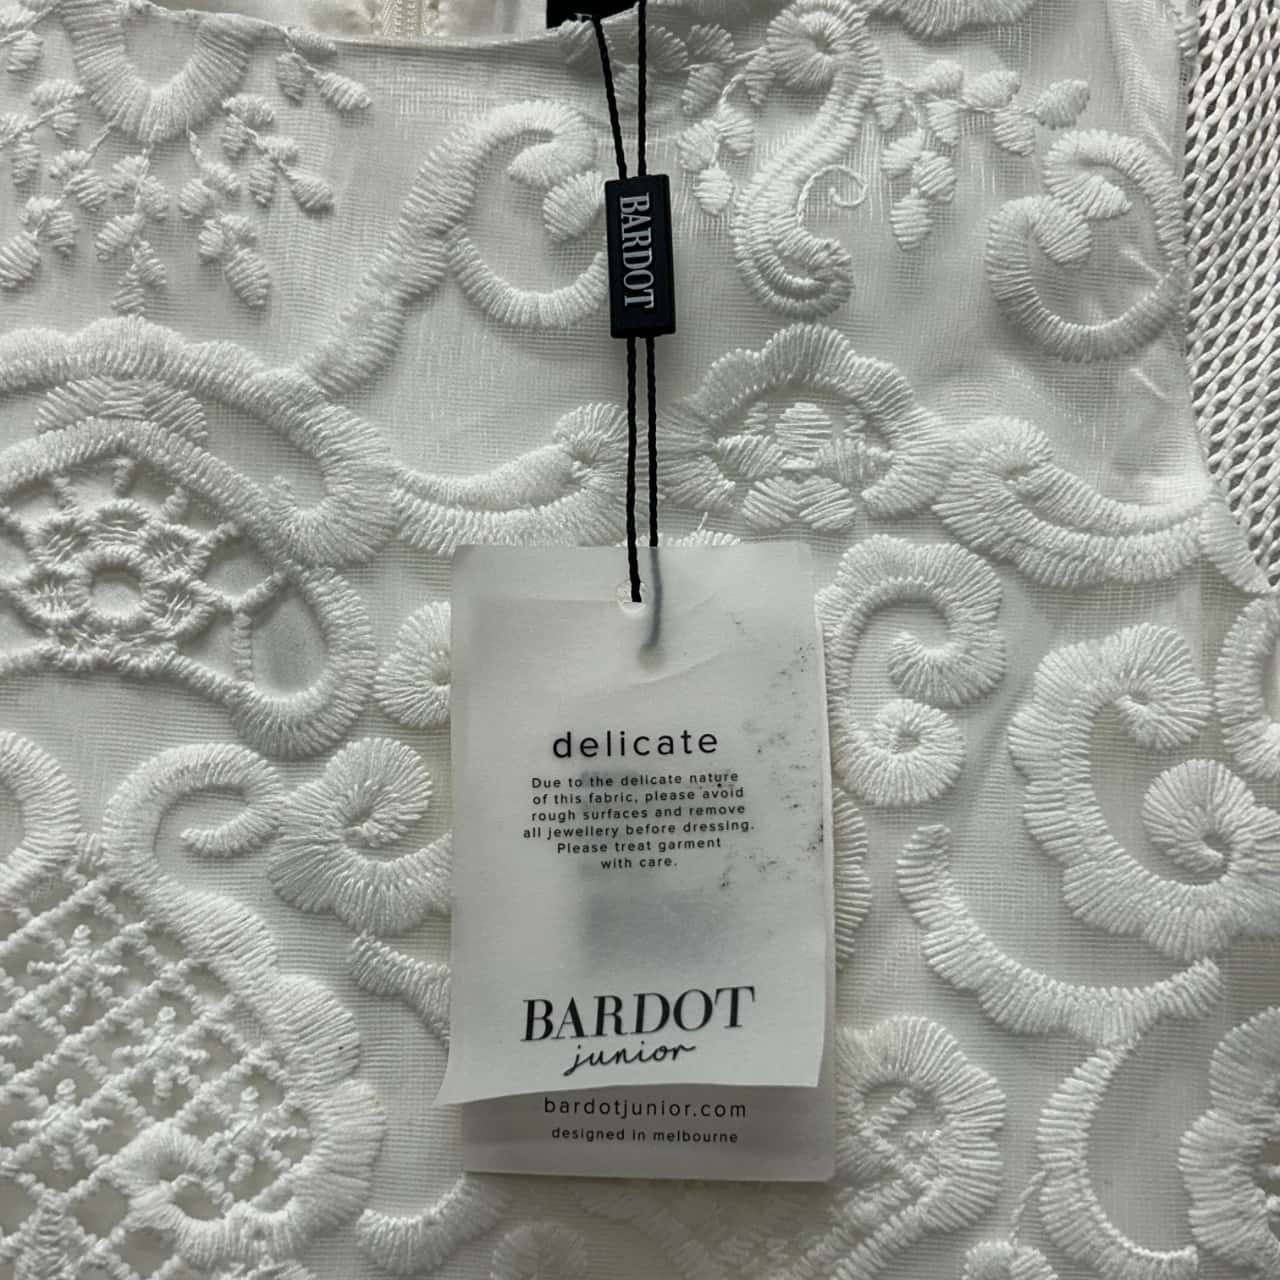 BARDOT
delicate
Due to the delicate nature
of this fabric, please avoid
rough surfaces and remove
all jewellery before dressing.
Please treat garment
with care.
BARDOT
junior
bardotjunior.com
designed in melbourne